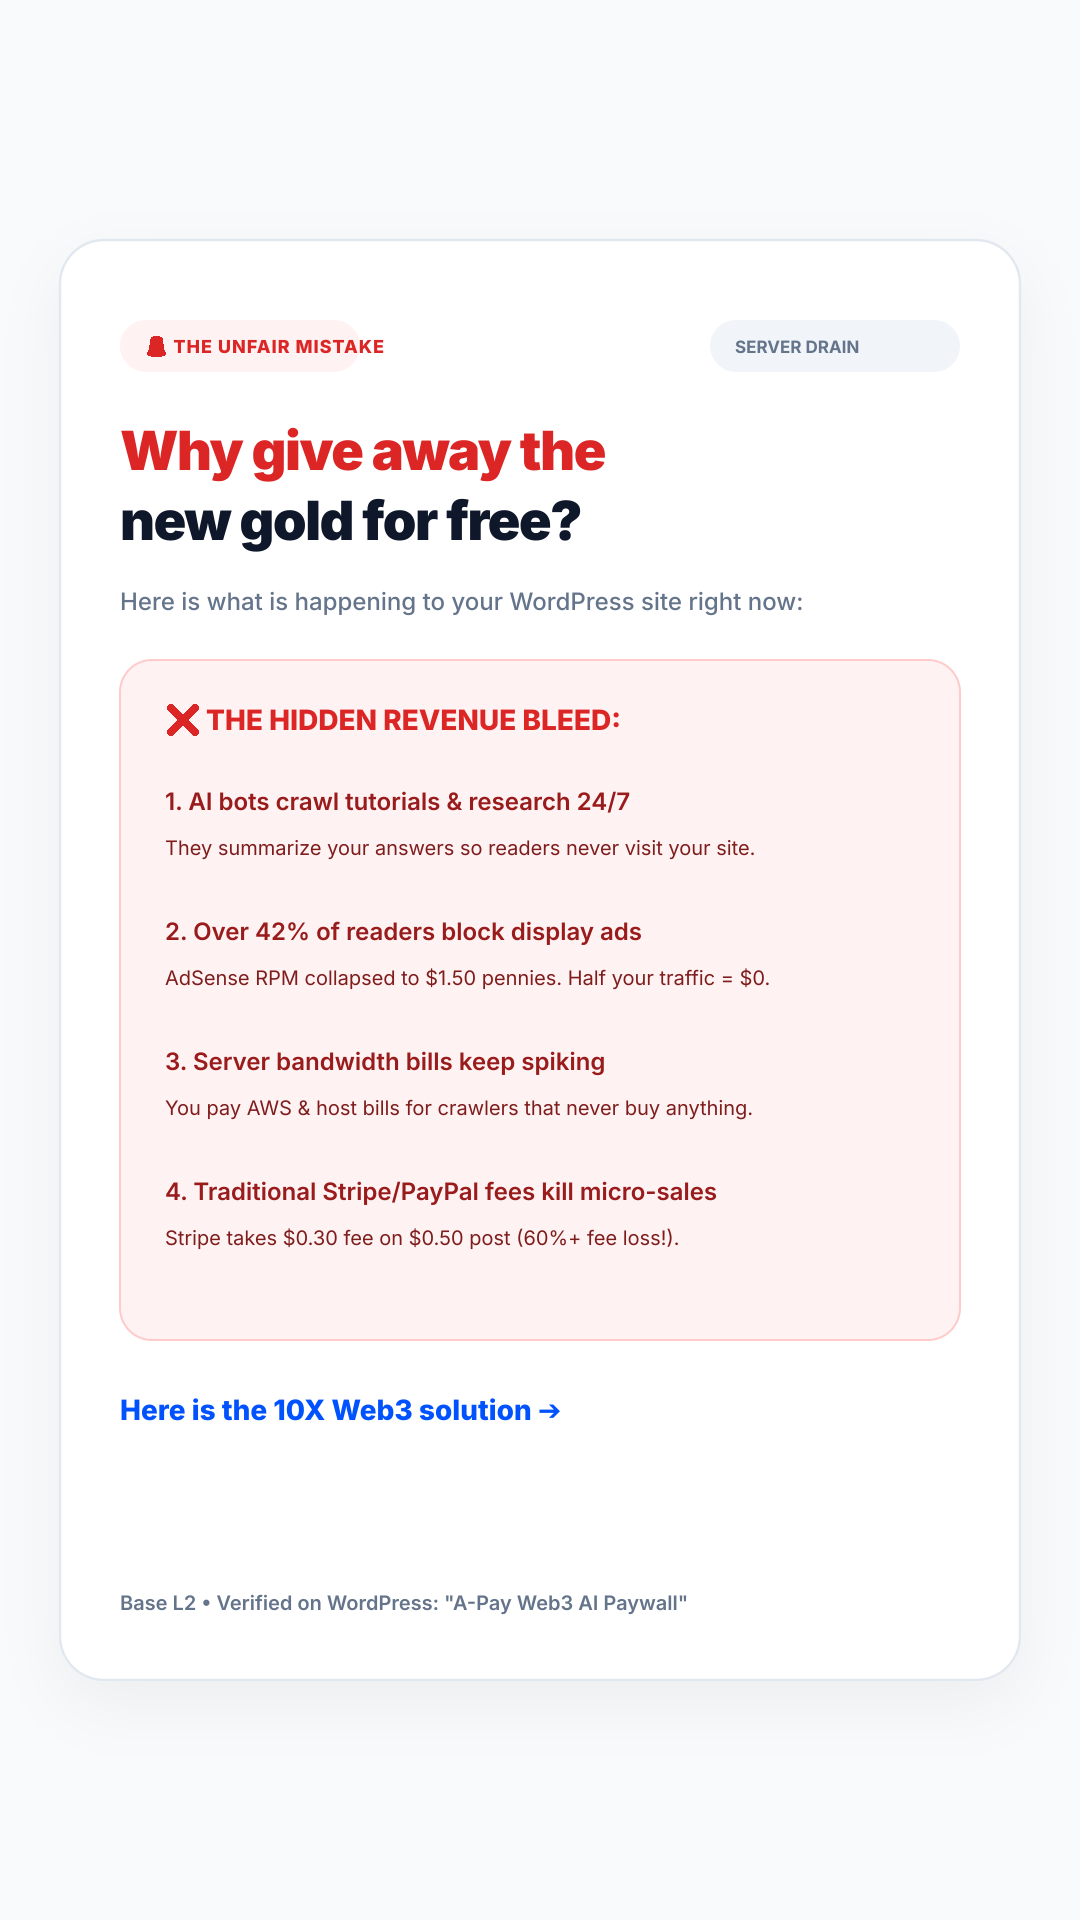 🚨 THE UNFAIR MISTAKE
SERVER DRAIN
Why give away the
new gold for free?
Here is what is happening to your WordPress site right now:
❌ THE HIDDEN REVENUE BLEED:
1. AI bots crawl tutorials & research 24/7
They summarize your answers so readers never visit your site.
2. Over 42% of readers block display ads
AdSense RPM collapsed to $1.50 pennies. Half your traffic = $0.
3. Server bandwidth bills keep spiking
You pay AWS & host bills for crawlers that never buy anything.
4. Traditional Stripe/PayPal fees kill micro-sales
Stripe takes $0.30 fee on $0.50 post (60%+ fee loss!).
Here is the 10X Web3 solution →
Base L2 • Verified on WordPress: "A-Pay Web3 AI Paywall"